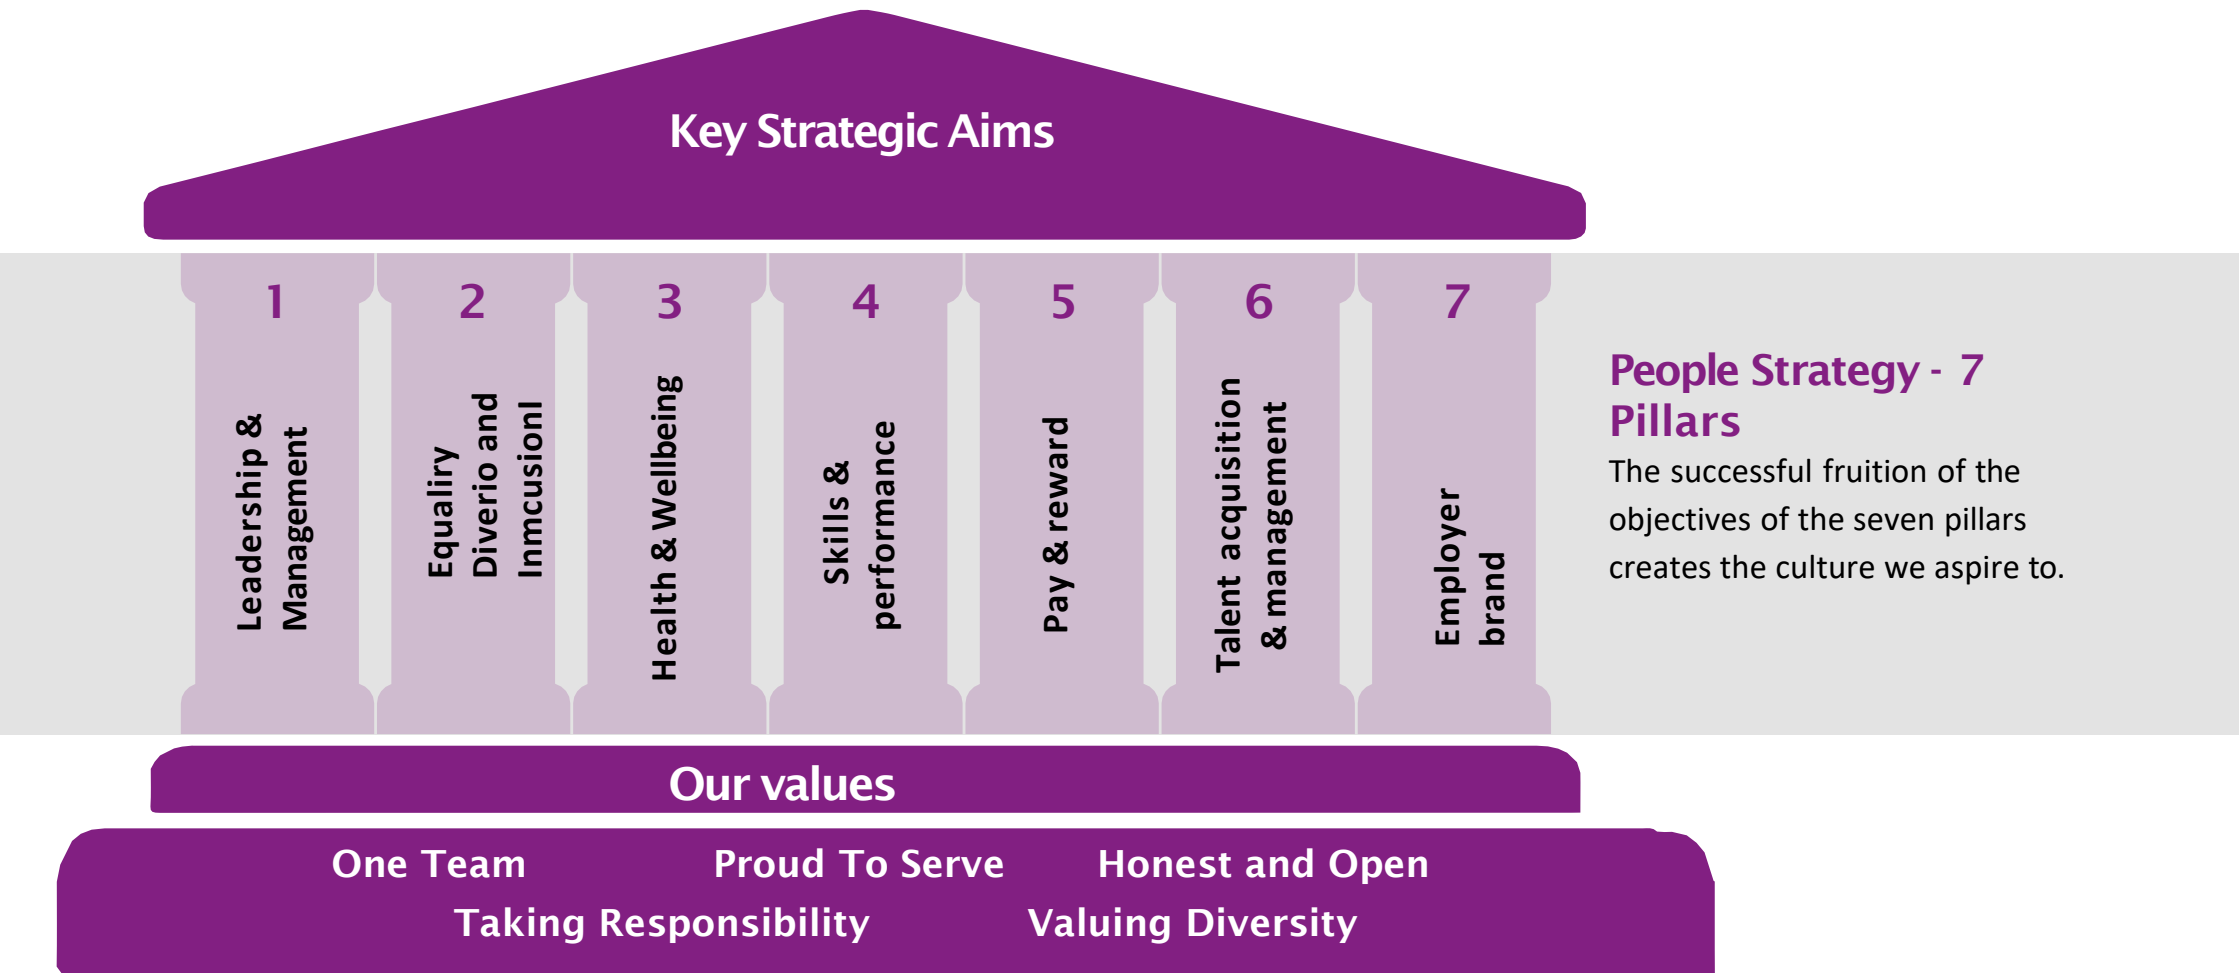 Key Strategic Aims
1
2
3
4
5
6
7
Leadership &
Management
Equaliry
Diverio and
Inmcusionl
Health & Wellbeing
Skills &
performance
Pay & reward
Talent acquisition
& management
Employer
brand
People Strategy - 7
Pillars
The successful fruition of the
objectives of the seven pillars
creates the culture we aspire to.
Our values
One Team
Proud To Serve
Honest and Open
Taking Responsibility
Valuing Diversity